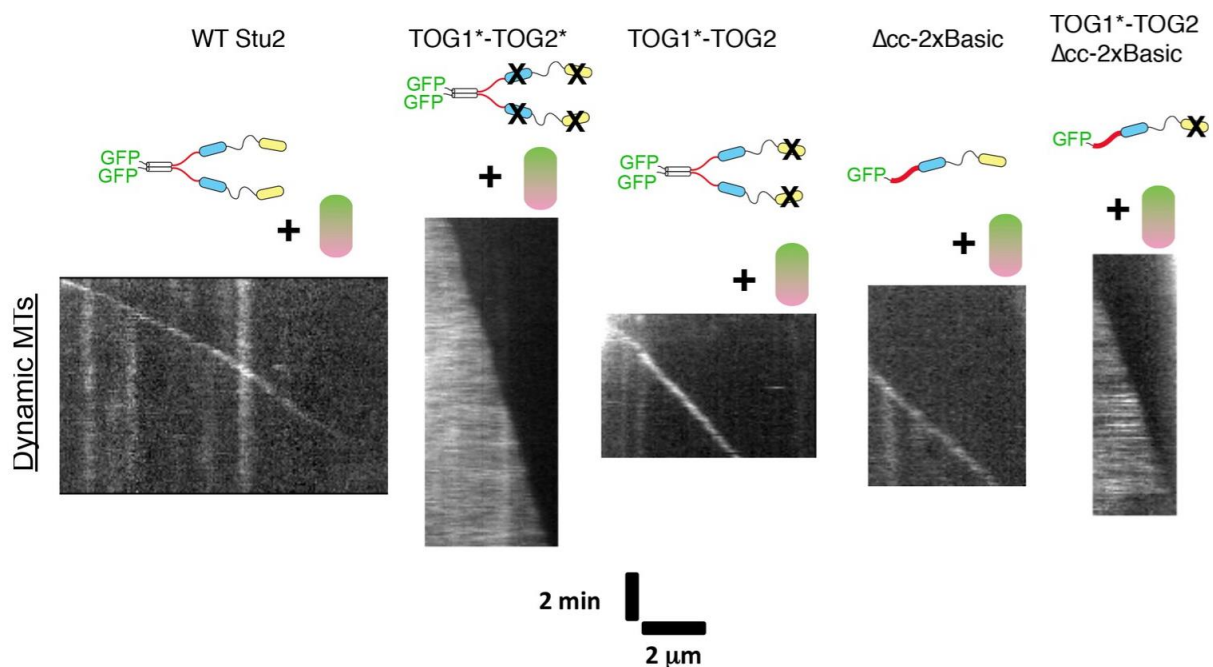 WT Stu2
TOG1*-TOG2*
TOG1*-TOG2
Δcc-2xBasic
TOG1*-TOG2
Δcc-2xBasic
GFP
GFP
X X
X X
+
GFP
GFP
+
GFP
GFP
X
X
+
GFP
+
GFP
X
+
Dynamic MTs
2 min
2 μm